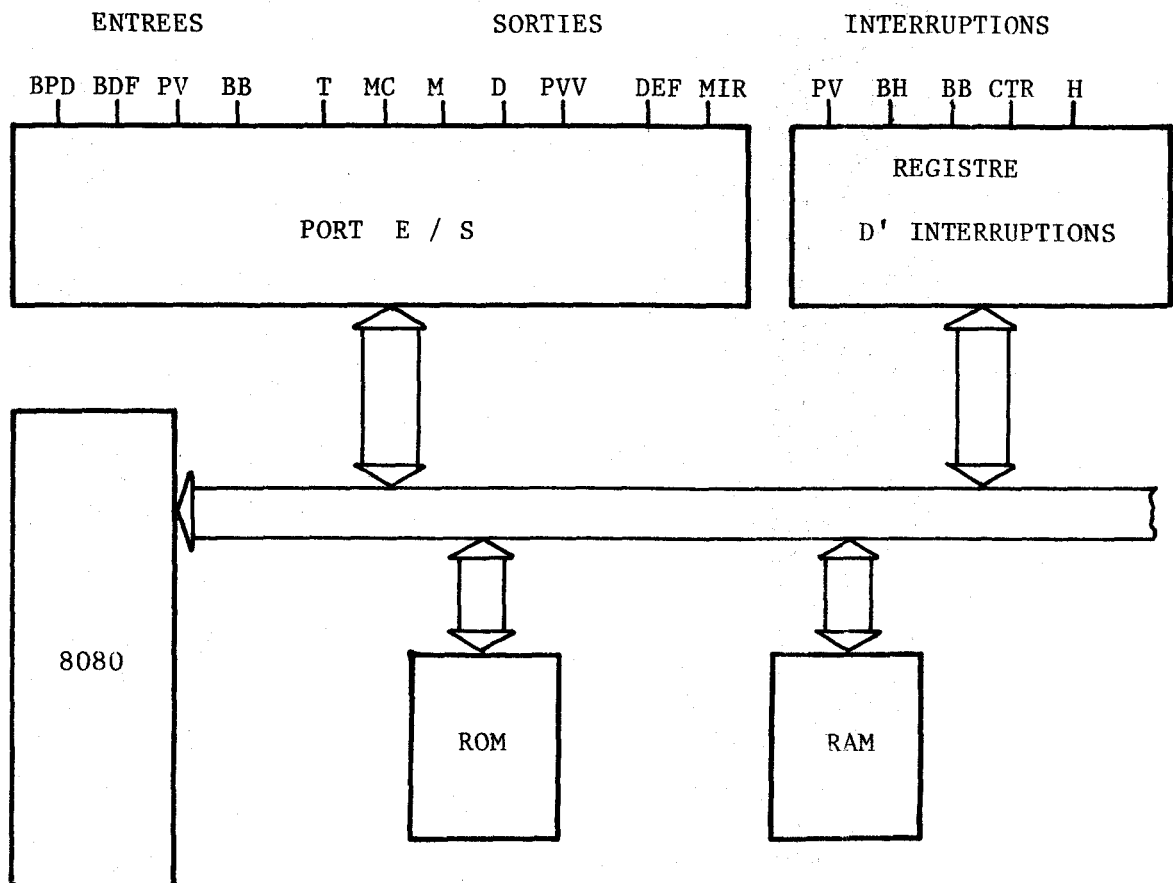 ENTREES SORTIES INTERRUPTIONS
BPD BDF PV BB T MC M D PVV DEF MIR PV BH BB CTR H
REGISTRE
PORT E / S
D' INTERRUPTIONS
8080
ROM
RAM